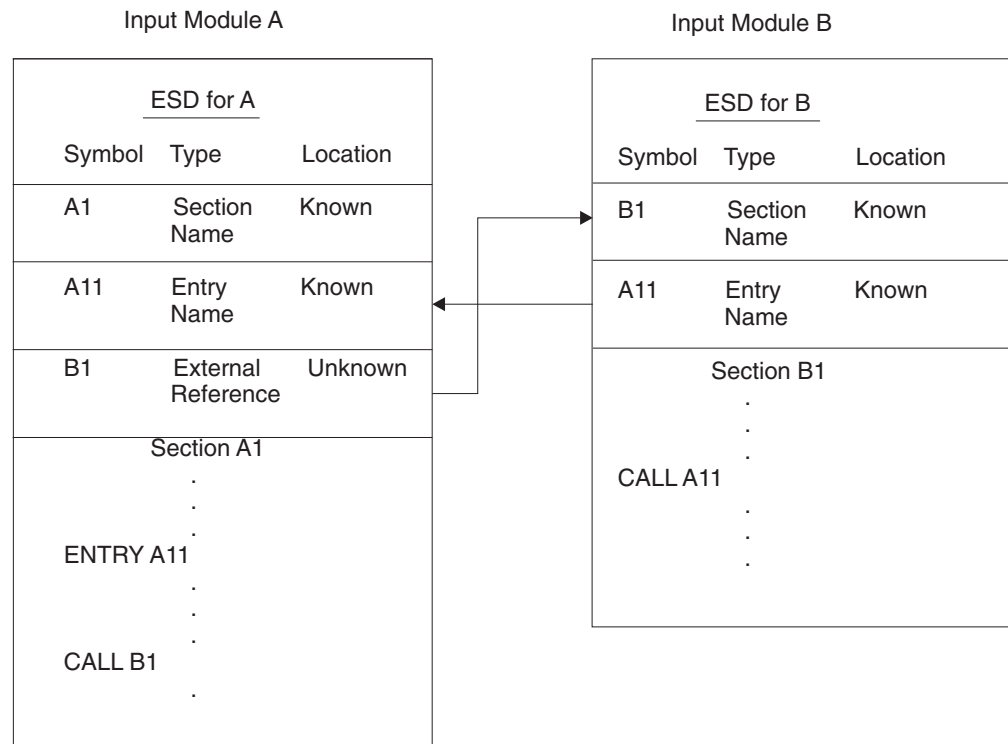 Input Module A
ESD for A
Symbol Type Location
A1 Section Name Known
A11 Entry Name Known
B1 External Reference Unknown
Section A1
.
.
.
ENTRY A11
.
.
.
CALL B1
.
Input Module B
ESD for B
Symbol Type Location
B1 Section Name Known
A11 Entry Name Known
Section B1
.
.
.
CALL A11
.
.
.